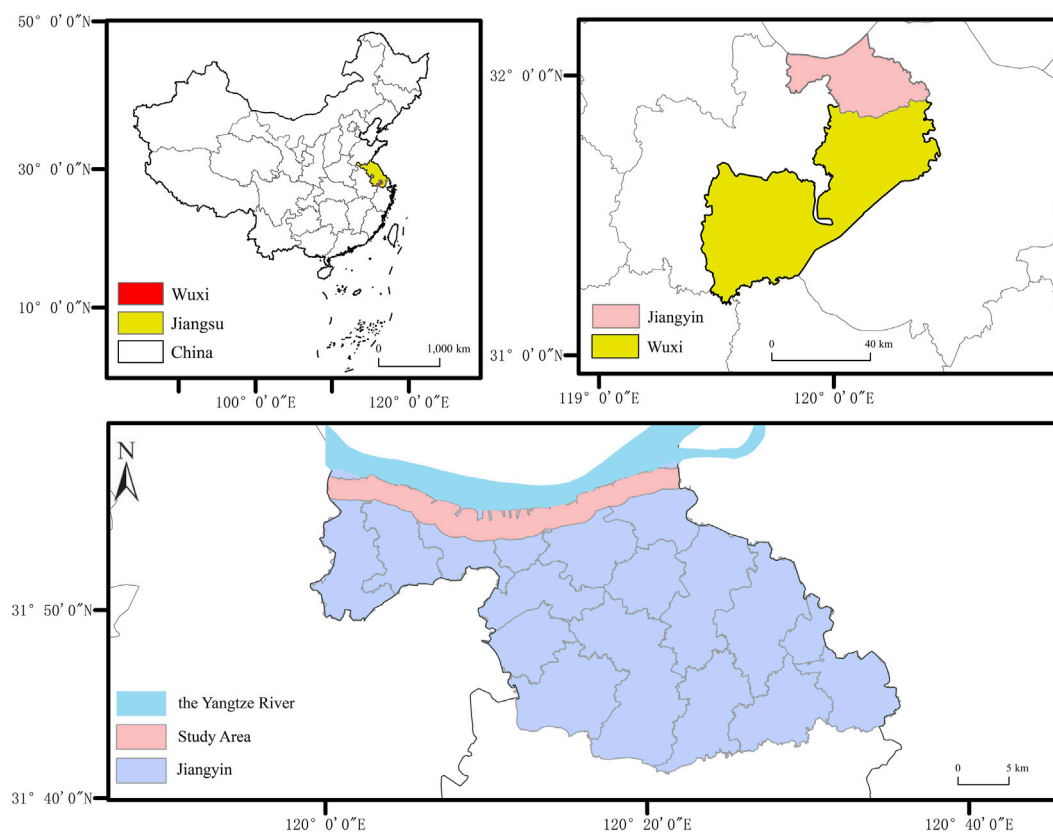 50° 0′0″N
30° 0′0″N
10° 0′0″N
Wuxi
Jiangsu
China
0 1,000 km
100° 0′0″E 120° 0′0″E
32° 0′0″N
31° 0′0″N
Jiangyin
Wuxi
0 40 km
119° 0′0″E 120° 0′0″E
N
31° 50′0″N
31° 40′0″N
the Yangtze River
Study Area
Jiangyin
0 5 km
120° 0′0″E 120° 20′0″E 120° 40′0″E